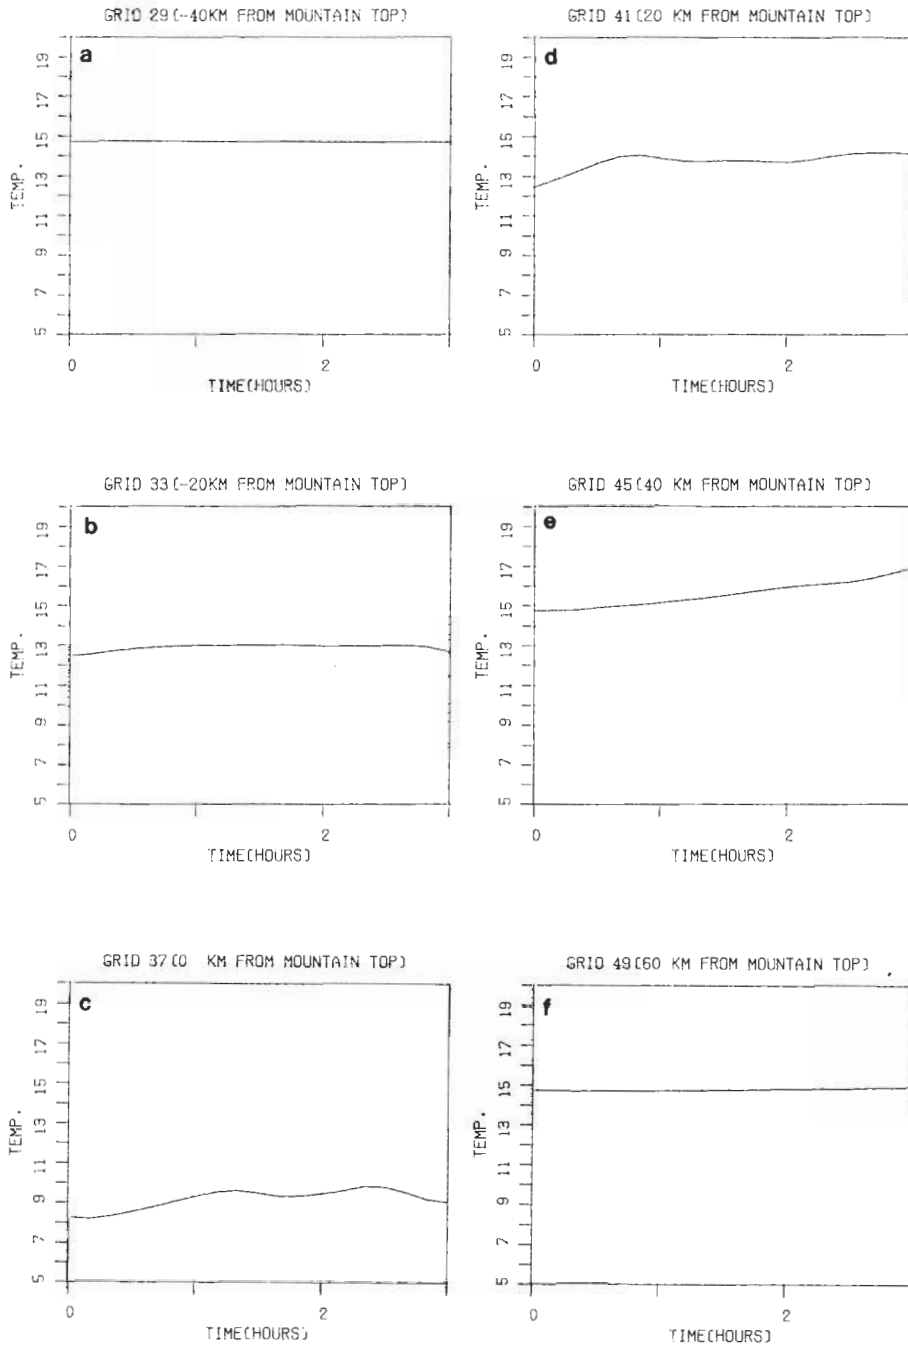 GRID 29(-40KM FROM MOUNTAIN TOP)
a
19
17
15
13
11
9
7
5
TEMP.
0 2
TIME(HOURS)
GRID 41(20 KM FROM MOUNTAIN TOP)
d
19
17
15
13
11
9
7
5
TEMP.
0 2
TIME(HOURS)
GRID 33(-20KM FROM MOUNTAIN TOP)
b
19
17
15
13
11
9
7
5
TEMP.
0 2
TIME(HOURS)
GRID 45(40 KM FROM MOUNTAIN TOP)
e
19
17
15
13
11
9
7
5
TEMP.
0 2
TIME(HOURS)
GRID 37(0 KM FROM MOUNTAIN TOP)
c
19
17
15
13
11
9
7
5
TEMP.
0 2
TIME(HOURS)
GRID 49(60 KM FROM MOUNTAIN TOP)
f
19
17
15
13
11
9
7
5
TEMP.
0 2
TIME(HOURS)